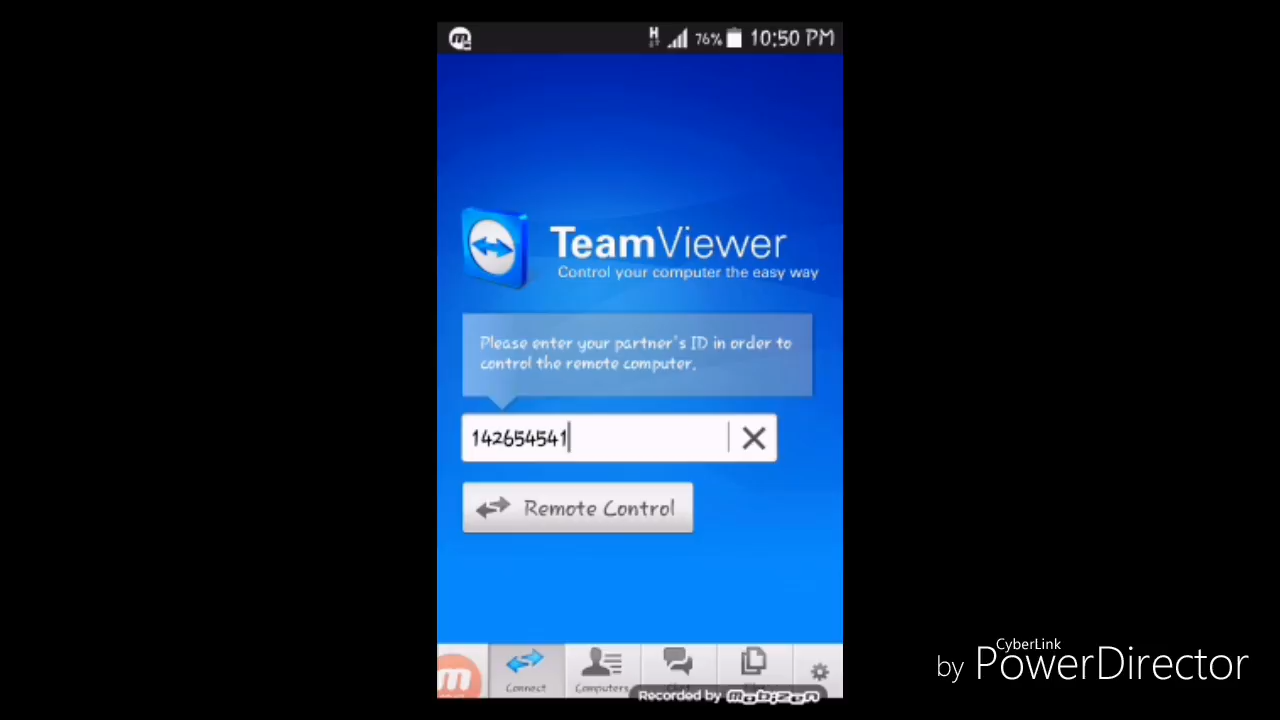 H 76% 10:50 PM
TeamViewer
Control your computer the easy way
Please enter your partner's ID in order to
control the remote computer.
142654541
Remote Control
Connect Computers
Recorded by mobizen
CyberLink
by PowerDirector